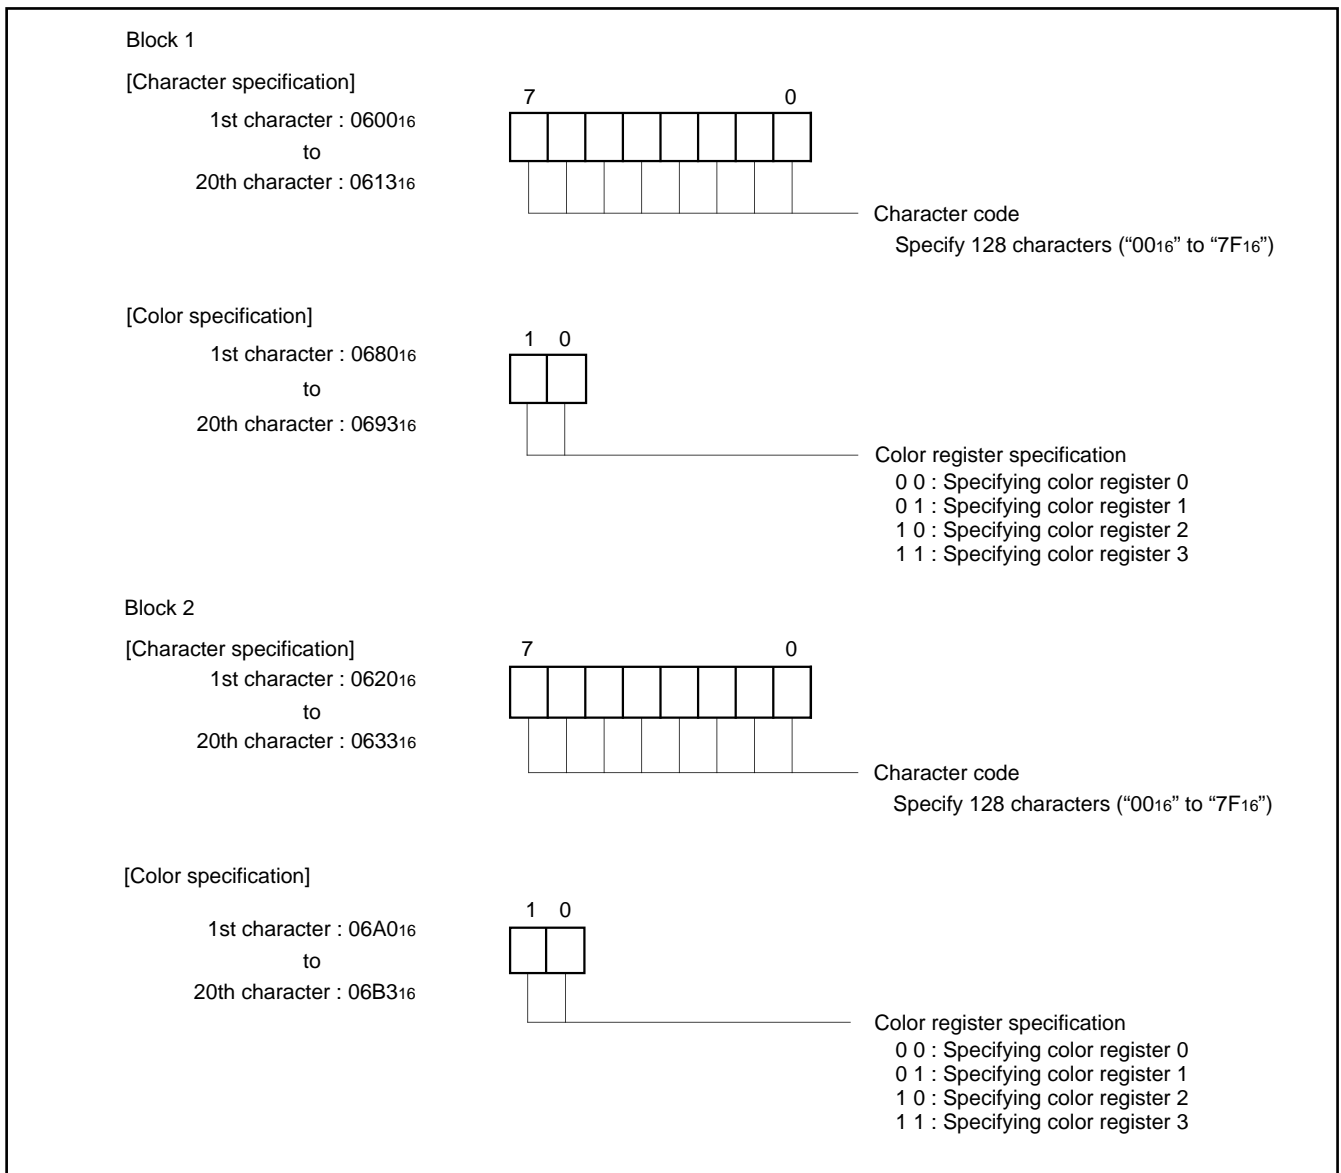 Block 1
[Character specification]
7 0
1st character : 060016
to
20th character : 061316
Character code
Specify 128 characters (“0016” to “7F16”)
[Color specification]
1 0
1st character : 068016
to
20th character : 069316
Color register specification
0 0 : Specifying color register 0
0 1 : Specifying color register 1
1 0 : Specifying color register 2
1 1 : Specifying color register 3
Block 2
[Character specification]
7 0
1st character : 062016
to
20th character : 063316
Character code
Specify 128 characters (“0016” to “7F16”)
[Color specification]
1 0
1st character : 06A016
to
20th character : 06B316
Color register specification
0 0 : Specifying color register 0
0 1 : Specifying color register 1
1 0 : Specifying color register 2
1 1 : Specifying color register 3